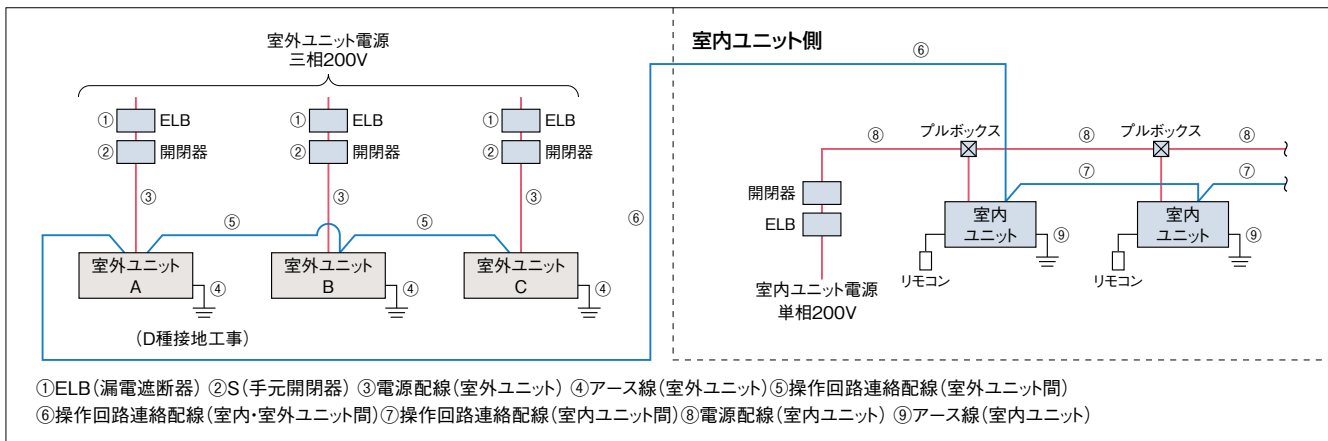 室外ユニット電源
三相200V
① ELB
② 開閉器
③
① ELB
② 開閉器
③
① ELB
② 開閉器
③
⑤
⑤
⑥
室外ユニット
A
④
室外ユニット
B
④
室外ユニット
C
④
(D種接地工事)
室内ユニット側
⑥
⑧
プルボックス
⑧
プルボックス
⑧
⑦
⑦
開閉器
ELB
室内ユニット電源
単相200V
室内
ユニット
⑨
リモコン
室内
ユニット
⑨
リモコン
①ELB(漏電遮断器) ②S(手元開閉器) ③電源配線(室外ユニット) ④アース線(室外ユニット)⑤操作回路連絡配線(室外ユニット間)
⑥操作回路連絡配線(室内・室外ユニット間)⑦操作回路連絡配線(室内ユニット間)⑧電源配線(室内ユニット) ⑨アース線(室内ユニット)